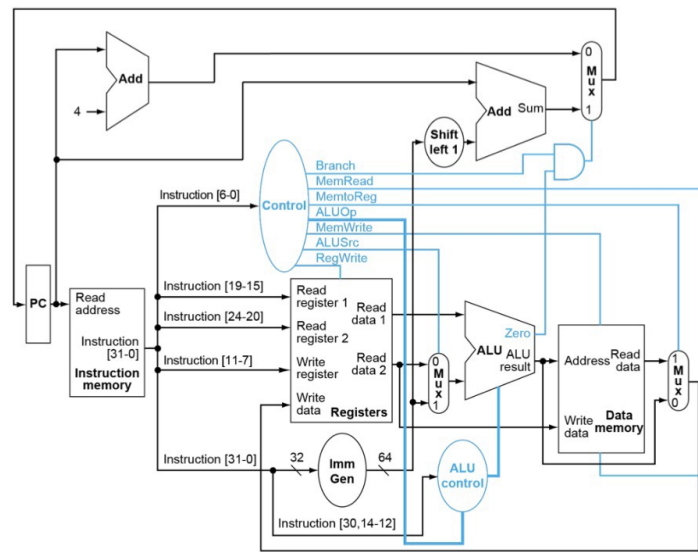 Add
4
0
M
u
x
1
Add Sum
Shift
left 1
Branch
MemRead
MemtoReg
ALUOp
MemWrite
ALUSrc
RegWrite
Control
Instruction [6-0]
PC
Read
address
Instruction
[31-0]
Instruction
memory
Instruction [19-15]
Instruction [24-20]
Instruction [11-7]
Instruction [31-0]
Read
register 1
Read
register 2
Write
register
Write
data
Read
data 1
Read
data 2
Registers
0
M
u
x
1
Zero
ALU
ALU
result
Address
Read
data
Write
data
Data
memory
1
M
u
x
0
32
Imm
Gen
64
ALU
control
Instruction [30,14-12]